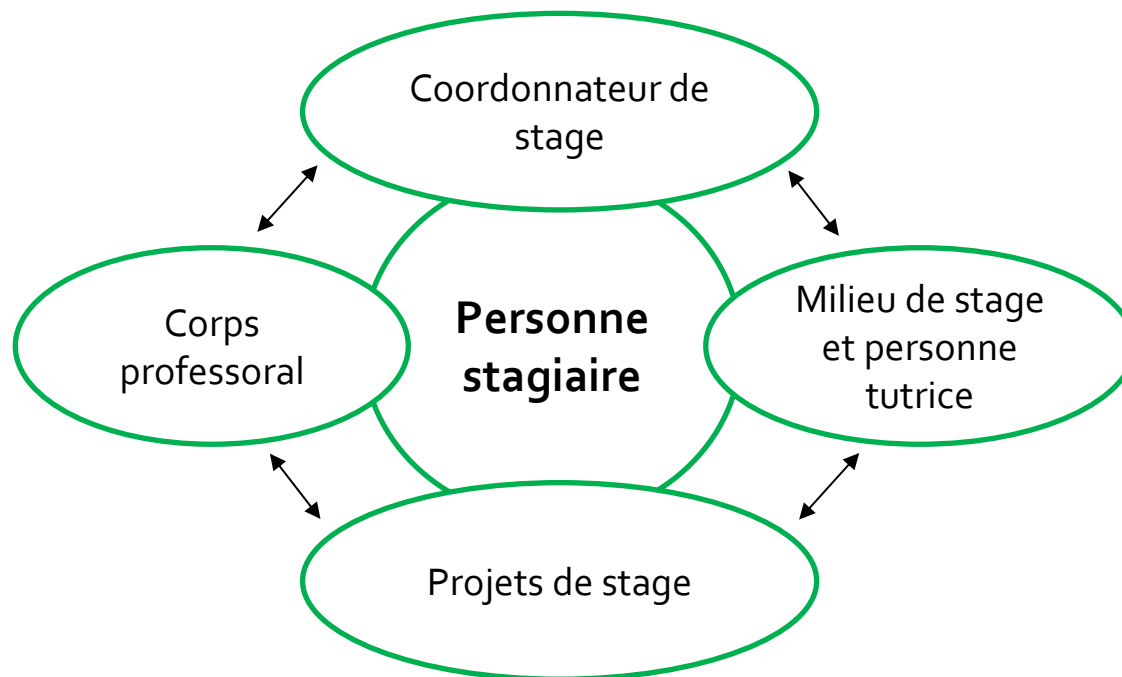 Coordonnateur de
stage
Corps
professoral
Personne
stagiaire
Milieu de stage
et personne
tutrice
Projets de stage